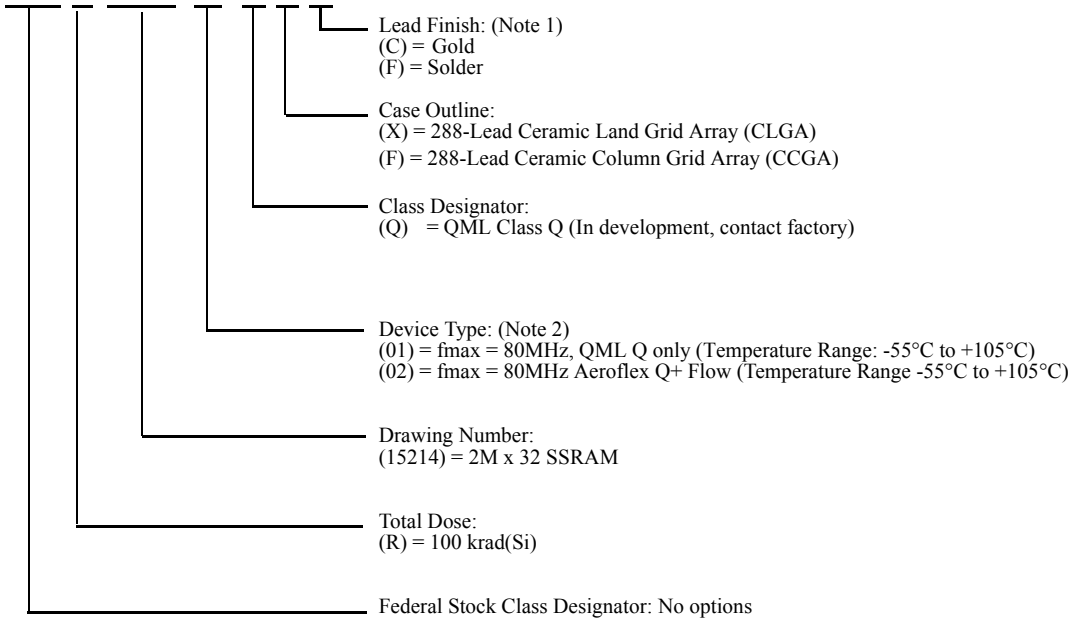 Lead Finish: (Note 1)
(C) = Gold
(F) = Solder
Case Outline:
(X) = 288-Lead Ceramic Land Grid Array (CLGA)
(F) = 288-Lead Ceramic Column Grid Array (CCGA)
Class Designator:
(Q) = QML Class Q (In development, contact factory)
Device Type: (Note 2)
(01) = fmax = 80MHz, QML Q only (Temperature Range: -55°C to +105°C)
(02) = fmax = 80MHz Aeroflex Q+ Flow (Temperature Range -55°C to +105°C)
Drawing Number:
(15214) = 2M x 32 SSRAM
Total Dose:
(R) = 100 krad(Si)
Federal Stock Class Designator: No options